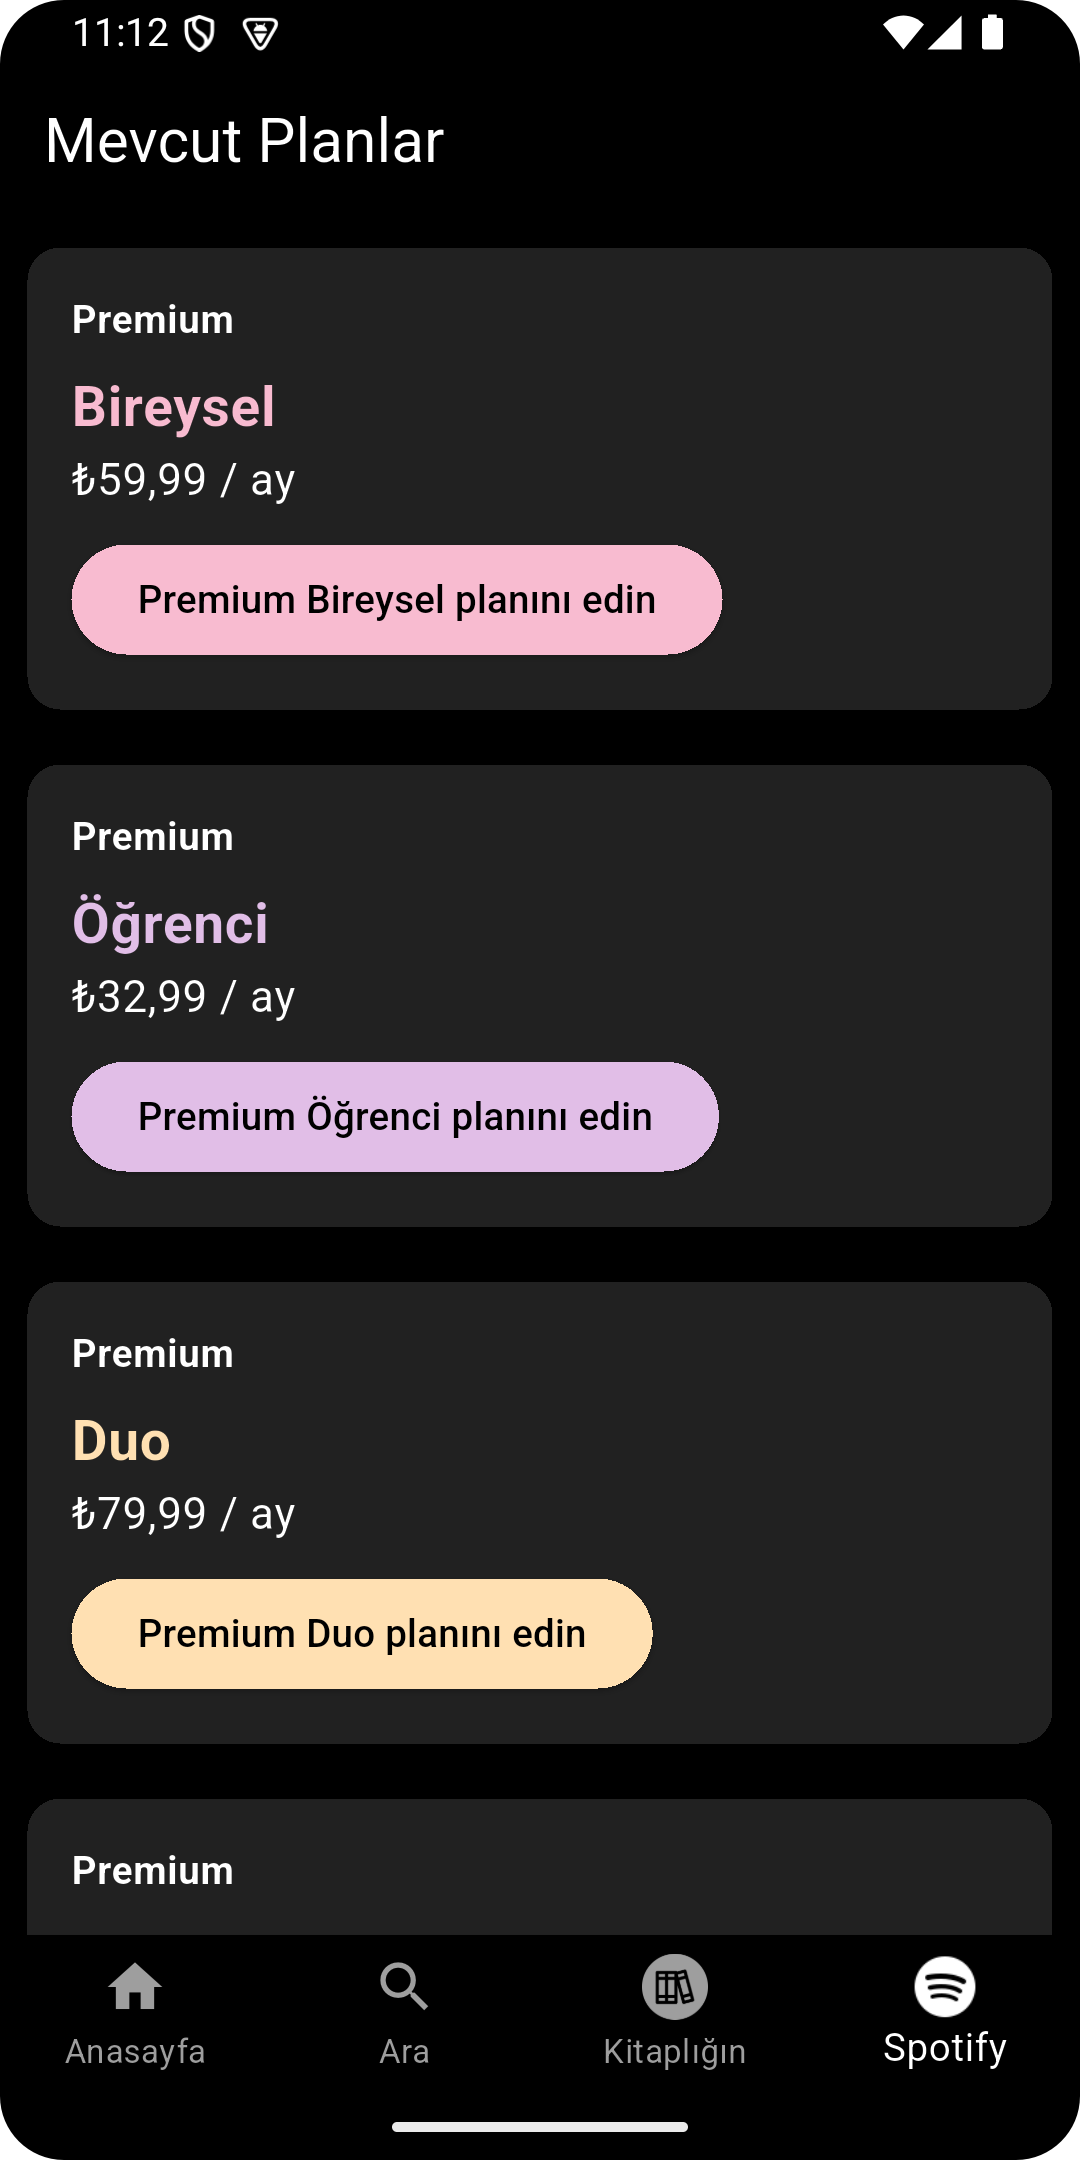 11:12
Mevcut Planlar
Premium
Bireysel
₺59,99 / ay
Premium Bireysel planını edin
Premium
Öğrenci
₺32,99 / ay
Premium Öğrenci planını edin
Premium
Duo
₺79,99 / ay
Premium Duo planını edin
Premium
Anasayfa
Ara
Kitaplığın
Spotify